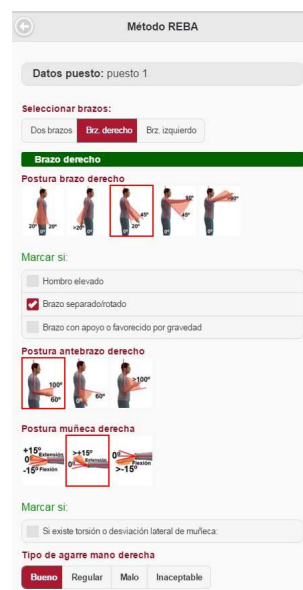 Método REBA
Datos puesto: puesto 1
Seleccionar brazos:
Dos brazos Brz. derecho Brz. izquierdo
Brazo derecho
Postura brazo derecho
20° 20° >20° 0° 45° 20° 90° 45° >90° 0°
Marcar si:
Hombro elevado
Brazo separado/rotado
Brazo con apoyo o favorecido por gravedad
Postura antebrazo derecho
100° 60° 60° >100°
Postura muñeca derecha
+15° Extensión 0° -15° Flexión >+15° Extensión 0° 0° Flexión >-15°
Marcar si:
Si existe torsión o desviación lateral de muñeca:
Tipo de agarre mano derecha
Bueno Regular Malo Inaceptable